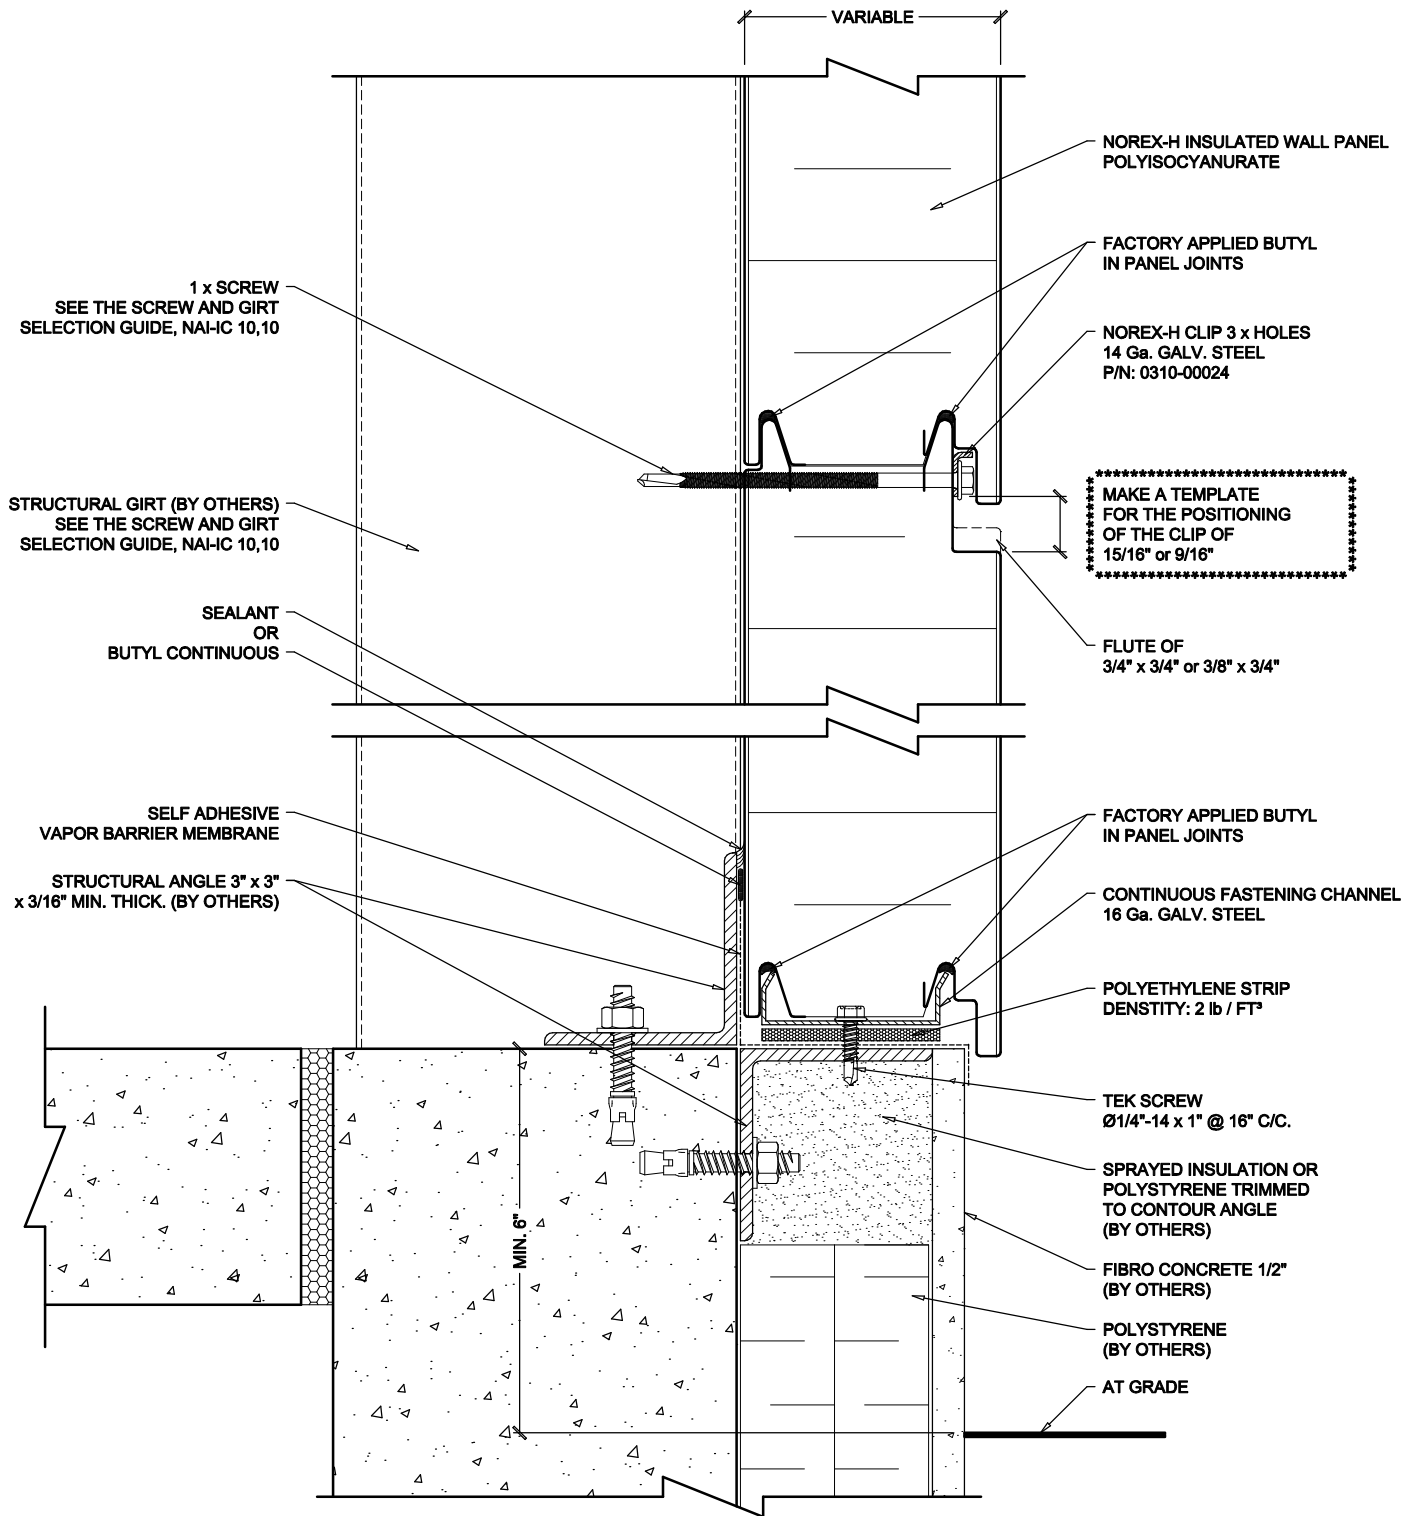 VARIABLE
NOREX-H INSULATED WALL PANEL
POLYISOCYANURATE
FACTORY APPLIED BUTYL
IN PANEL JOINTS
1 x SCREW
SEE THE SCREW AND GIRT
SELECTION GUIDE, NAI-IC 10,10
NOREX-H CLIP 3 x HOLES
14 Ga. GALV. STEEL
P/N: 0310-00024
STRUCTURAL GIRT (BY OTHERS)
SEE THE SCREW AND GIRT
SELECTION GUIDE, NAI-IC 10,10
MAKE A TEMPLATE
FOR THE POSITIONING
OF THE CLIP OF
15/16" or 9/16"
SEALANT
OR
BUTYL CONTINUOUS
FLUTE OF
3/4" x 3/4" or 3/8" x 3/4"
SELF ADHESIVE
VAPOR BARRIER MEMBRANE
FACTORY APPLIED BUTYL
IN PANEL JOINTS
STRUCTURAL ANGLE 3" x 3"
x 3/16" MIN. THICK. (BY OTHERS)
CONTINUOUS FASTENING CHANNEL
16 Ga. GALV. STEEL
POLYETHYLENE STRIP
DENSTITY: 2 lb / FT³
TEK SCREW
Ø1/4"-14 x 1" @ 16" C/C.
SPRAYED INSULATION OR
POLYSTYRENE TRIMMED
TO CONTOUR ANGLE
(BY OTHERS)
MIN. 6"
FIBRO CONCRETE 1/2"
(BY OTHERS)
POLYSTYRENE
(BY OTHERS)
AT GRADE